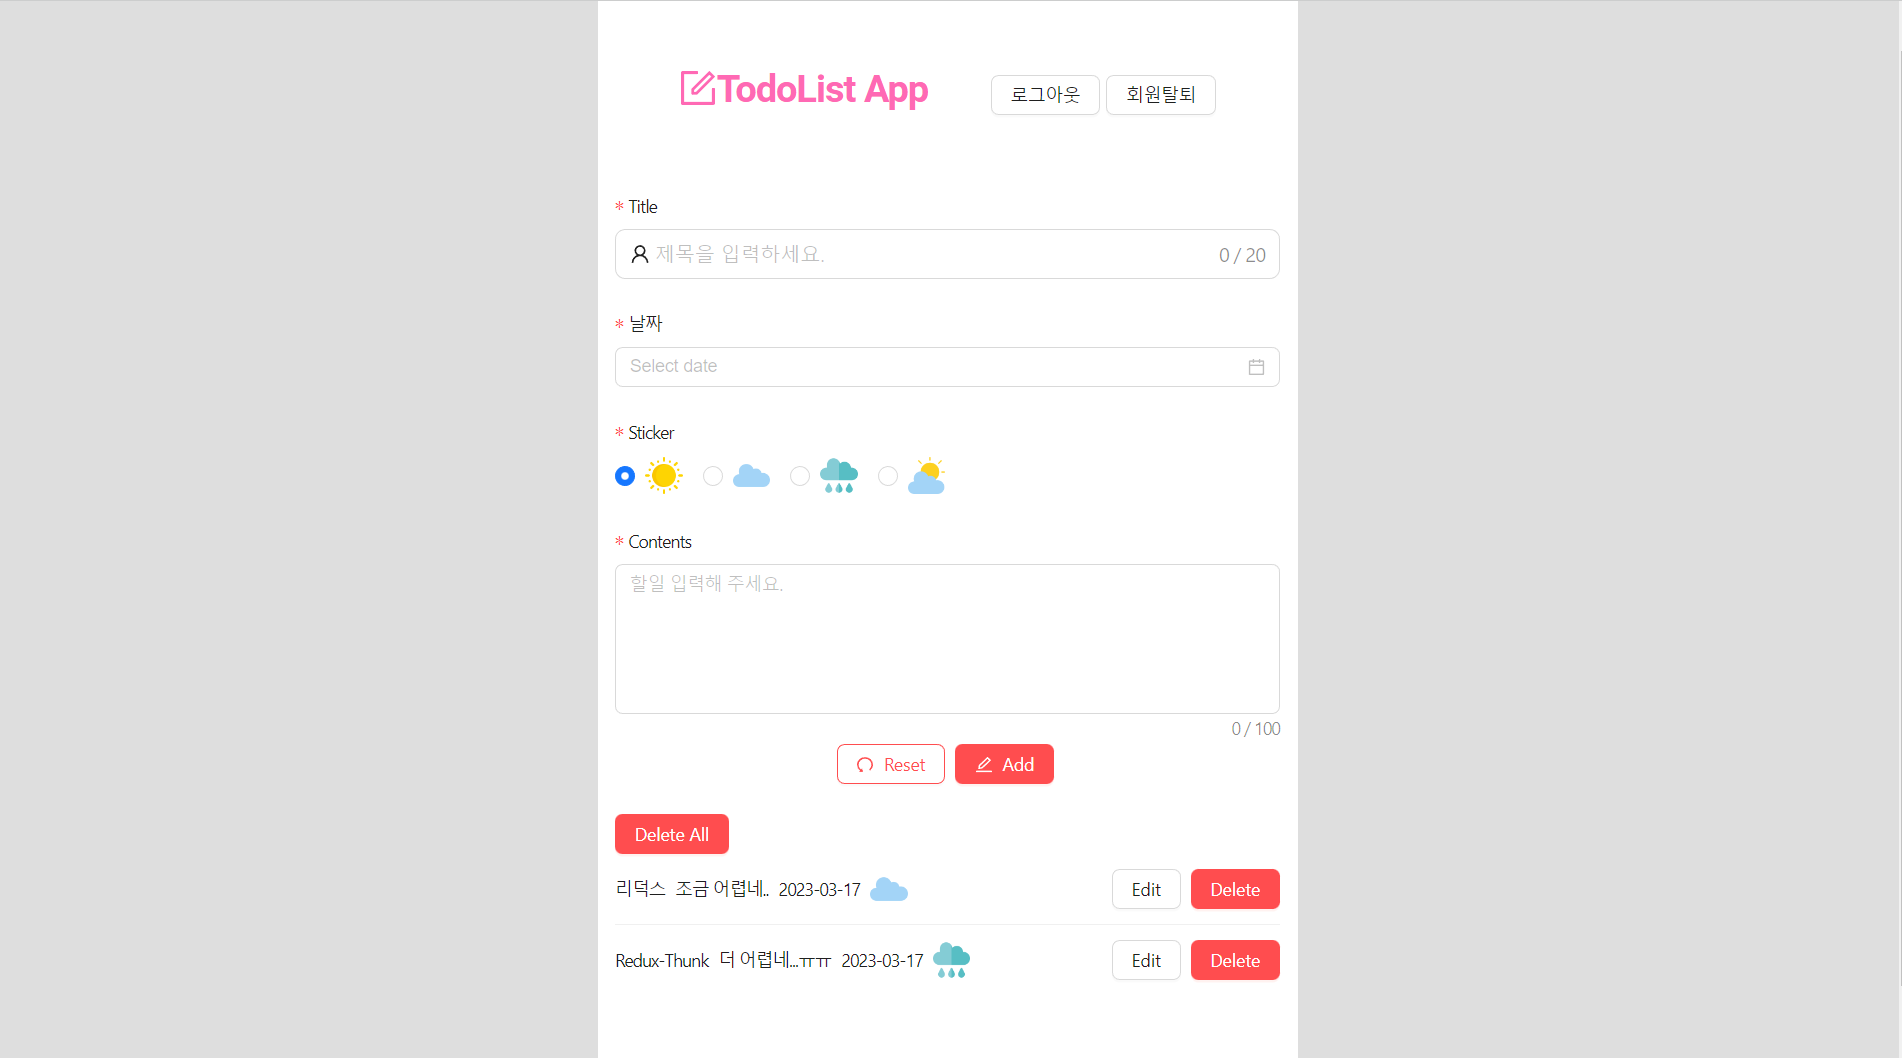 TodoList App 로그아웃 회원탈퇴
* Title
제목을 입력하세요. 0 / 20
* 날짜
Select date
* Sticker
* Contents
할일 입력해 주세요.
0 / 100
Reset Add
Delete All
리덕스 조금 어렵네.. 2023-03-17 Edit Delete
Redux-Thunk 더 어렵네...ㅠㅠ 2023-03-17 Edit Delete